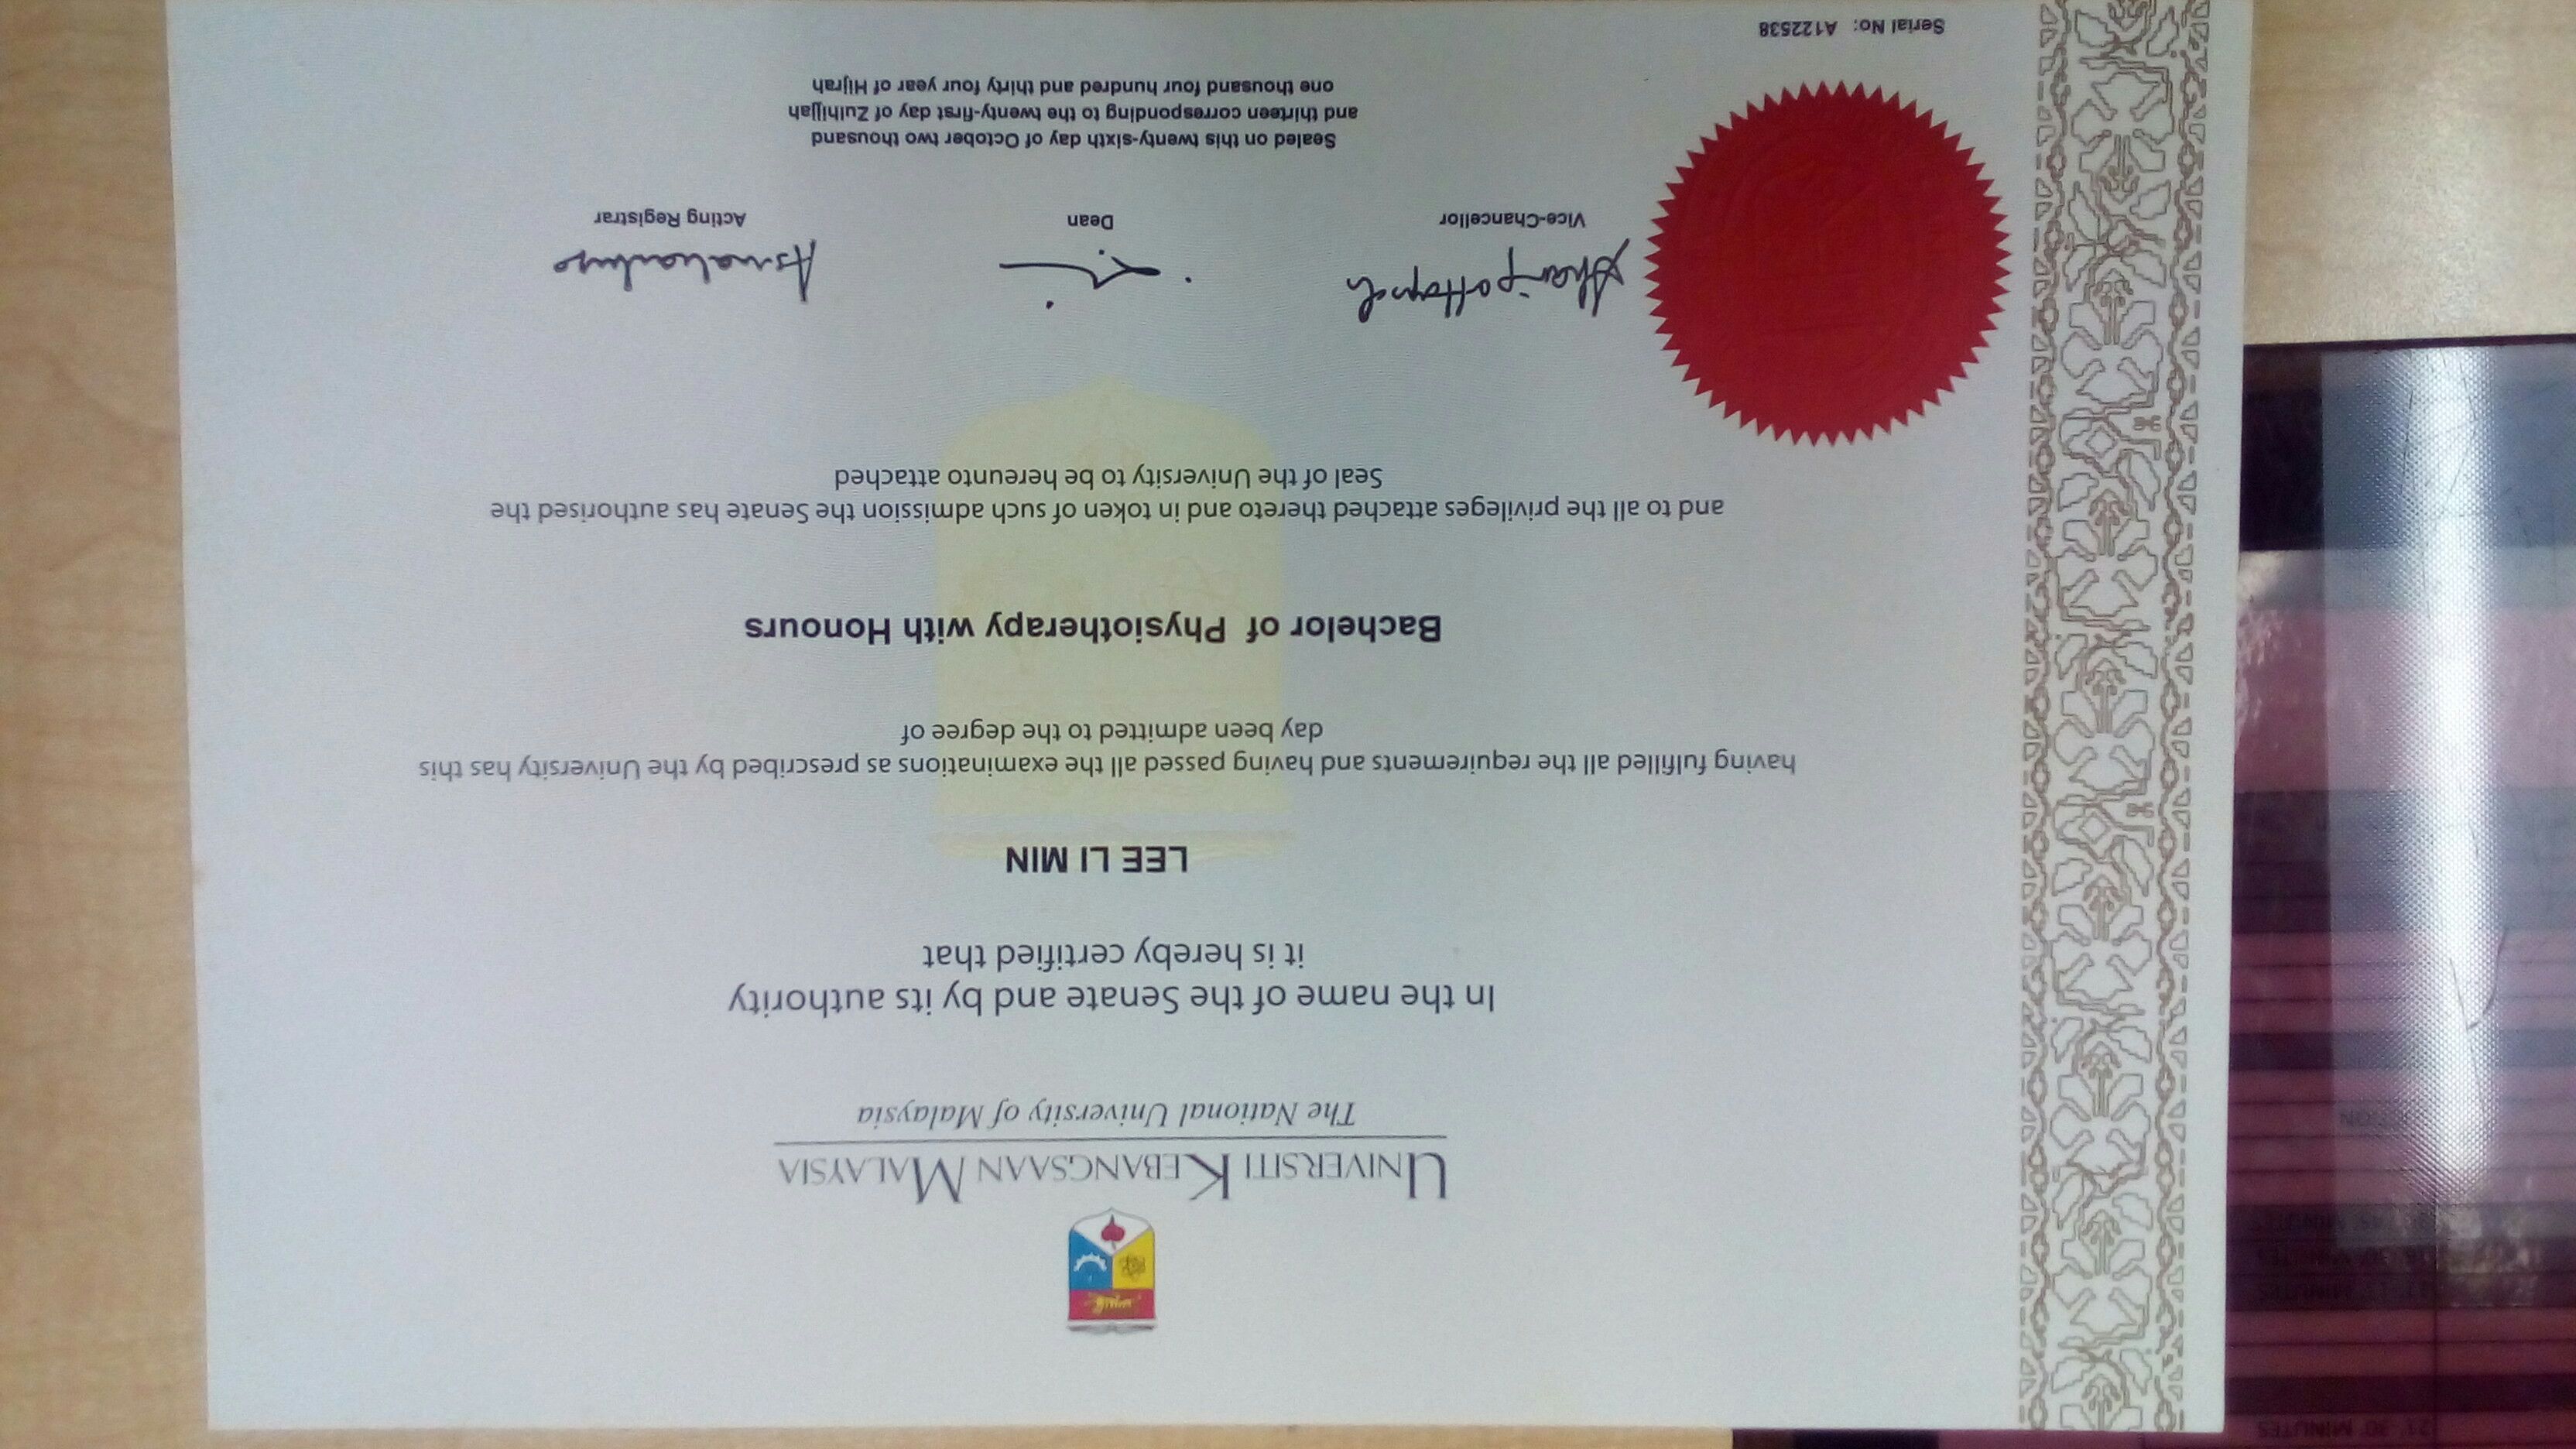 UNIVERSITI KEBANGSAAN MALAYSIA
The National University of Malaysia
In the name of the Senate and by its authority
it is hereby certified that
LEE LI MIN
having fulfilled all the requirements and having passed all the examinations as prescribed by the University has this
day been admitted to the degree of
Bachelor of Physiotherapy with Honours
and to all the privileges attached thereto and in token of such admission the Senate has authorised the
Seal of the University to be hereunto attached
Vice-Chancellor
Dean
Acting Registrar
Sealed on this twenty-sixth day of October two thousand
and thirteen corresponding to the twenty-first day of Zulhijjah
one thousand four hundred and thirty four year of Hijrah
Serial No: A122538
30 MINUTES
MINUTES